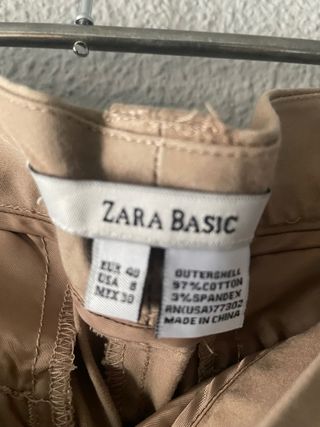 ZARA BASIC
EUR 40
USA 8
MEX 30
OUTERSHELL
97%COTTON
3%SPANDEX
RN(USA)77302
MADE IN CHINA